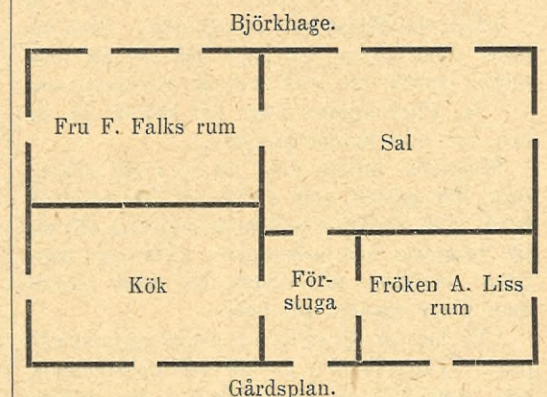 Björkhage.
Fru F. Falks rum
Sal
Kök
För-
stuga
Fröken A. Liss
rum
Gårdsplan.